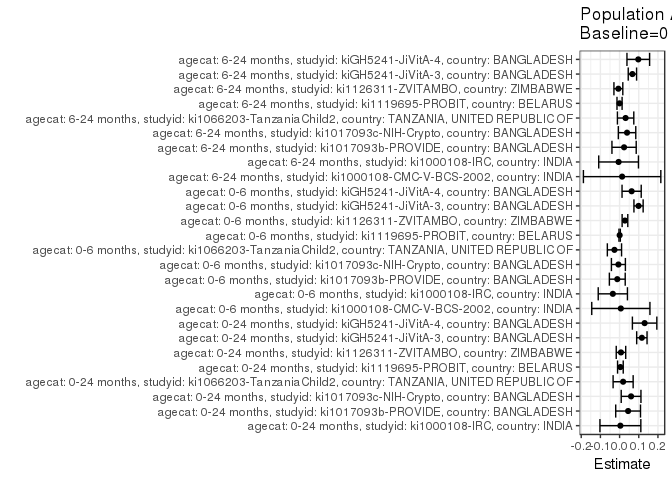 Population
Baseline=0
agecat: 6-24 months, studyid: kiGH5241-JiVitA-4, country: BANGLADESH
agecat: 6-24 months, studyid: kiGH5241-JiVitA-3, country: BANGLADESH
agecat: 6-24 months, studyid: ki1126311-ZVITAMBO, country: ZIMBABWE
agecat: 6-24 months, studyid: ki1119695-PROBIT, country: BELARUS
agecat: 6-24 months, studyid: ki1066203-TanzaniaChild2, country: TANZANIA, UNITED REPUBLIC OF
agecat: 6-24 months, studyid: ki1017093c-NIH-Crypto, country: BANGLADESH
agecat: 6-24 months, studyid: ki1017093b-PROVIDE, country: BANGLADESH
agecat: 6-24 months, studyid: ki1000108-IRC, country: INDIA
agecat: 6-24 months, studyid: ki1000108-CMC-V-BCS-2002, country: INDIA
agecat: 0-6 months, studyid: kiGH5241-JiVitA-4, country: BANGLADESH
agecat: 0-6 months, studyid: kiGH5241-JiVitA-3, country: BANGLADESH
agecat: 0-6 months, studyid: ki1126311-ZVITAMBO, country: ZIMBABWE
agecat: 0-6 months, studyid: ki1119695-PROBIT, country: BELARUS
agecat: 0-6 months, studyid: ki1066203-TanzaniaChild2, country: TANZANIA, UNITED REPUBLIC OF
agecat: 0-6 months, studyid: ki1017093c-NIH-Crypto, country: BANGLADESH
agecat: 0-6 months, studyid: ki1017093b-PROVIDE, country: BANGLADESH
agecat: 0-6 months, studyid: ki1000108-IRC, country: INDIA
agecat: 0-6 months, studyid: ki1000108-CMC-V-BCS-2002, country: INDIA
agecat: 0-24 months, studyid: kiGH5241-JiVitA-4, country: BANGLADESH
agecat: 0-24 months, studyid: kiGH5241-JiVitA-3, country: BANGLADESH
agecat: 0-24 months, studyid: ki1126311-ZVITAMBO, country: ZIMBABWE
agecat: 0-24 months, studyid: ki1119695-PROBIT, country: BELARUS
agecat: 0-24 months, studyid: ki1066203-TanzaniaChild2, country: TANZANIA, UNITED REPUBLIC OF
agecat: 0-24 months, studyid: ki1017093c-NIH-Crypto, country: BANGLADESH
agecat: 0-24 months, studyid: ki1017093b-PROVIDE, country: BANGLADESH
agecat: 0-24 months, studyid: ki1000108-IRC, country: INDIA
-0.2-0.10.0 0.1 0.2
Estimate